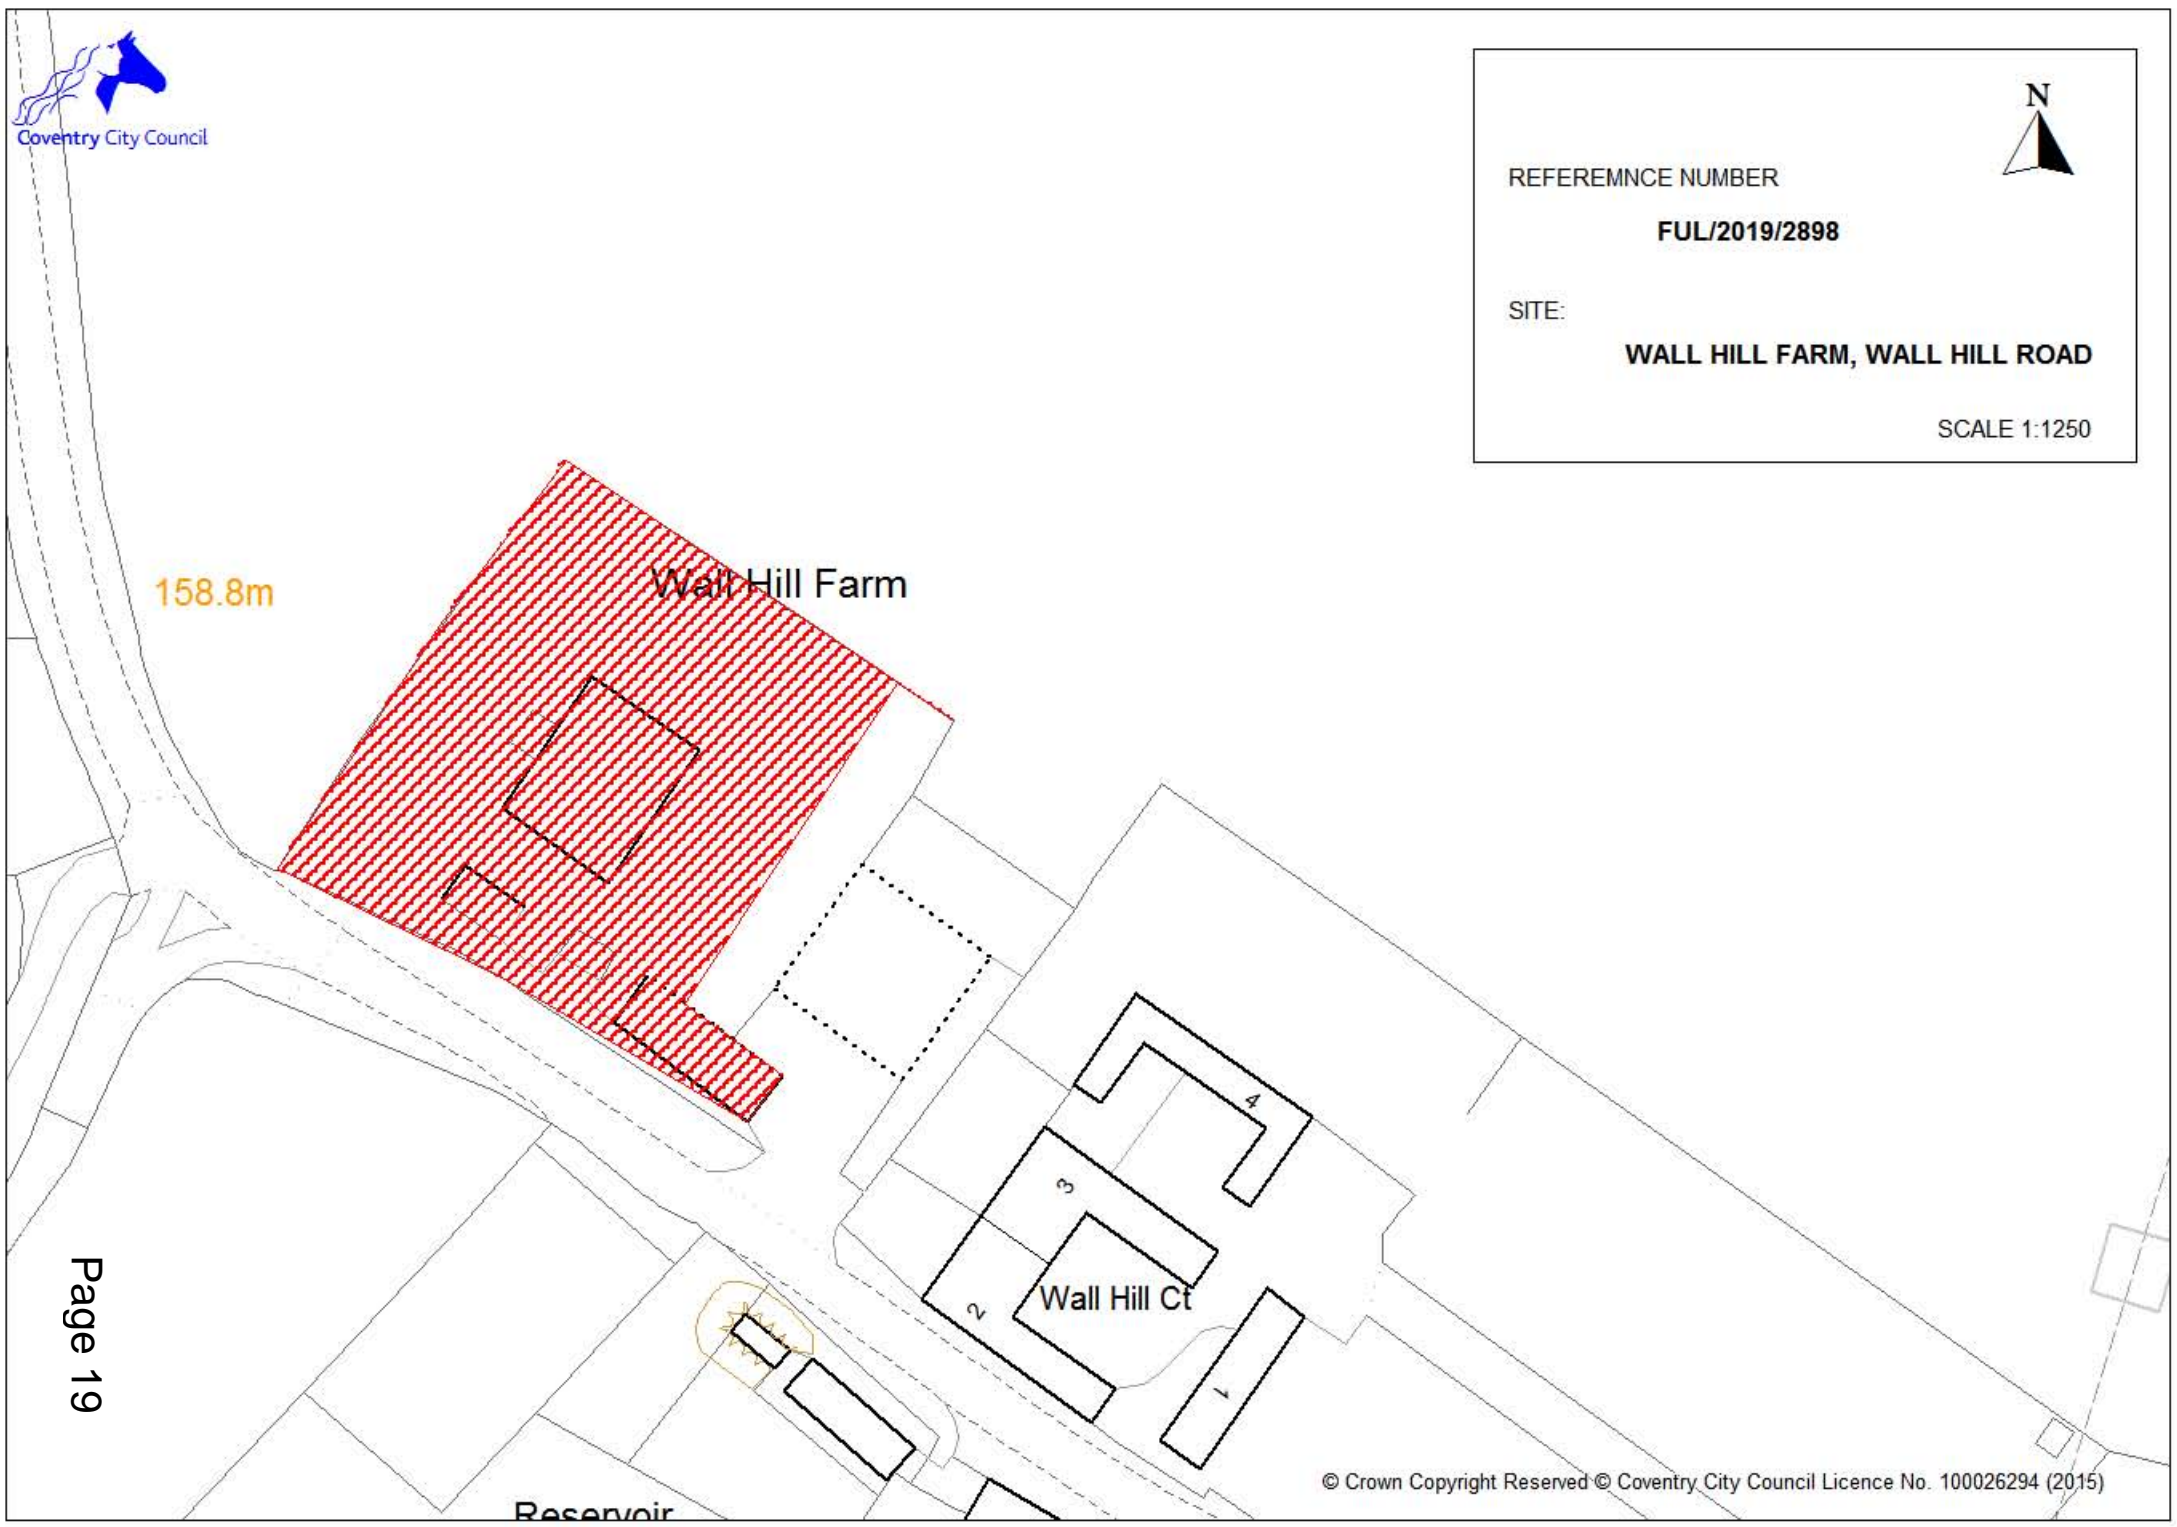 Coventry City Council
N
REFEREMNCE NUMBER
FUL/2019/2898
SITE:
WALL HILL FARM, WALL HILL ROAD
SCALE 1:1250
158.8m
Wall Hill Farm
4
3
2
Wall Hill Ct
1
Page 19
Reservoir
© Crown Copyright Reserved © Coventry City Council Licence No. 100026294 (2015)